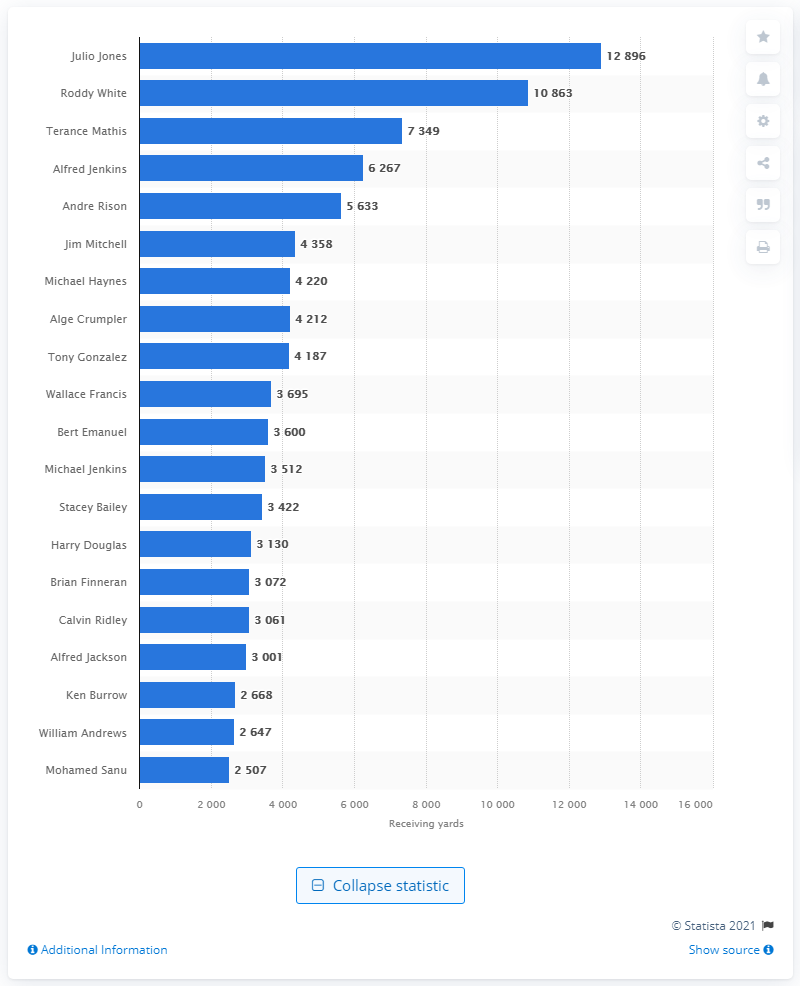 Julio Jones 12 896
Roddy White 10 863
Terance Mathis 7 349
Alfred Jenkins 6 267
Andre Rison 5 633
Jim Mitchell 4 358
Michael Haynes 4 220
Alge Crumpler 4 212
Tony Gonzalez 4 187
Wallace Francis 3 695
Bert Emanuel 3 600
Michael Jenkins 3 512
Stacey Bailey 3 422
Harry Douglas 3 130
Brian Finneran 3 072
Calvin Ridley 3 061
Alfred Jackson 3 001
Ken Burrow 2 668
William Andrews 2 647
Mohamed Sanu 2 507
0 2 000 4 000 6 000 8 000 10 000 12 000 14 000 16 000
Receiving yards
Collapse statistic
© Statista 2021
Additional Information Show source